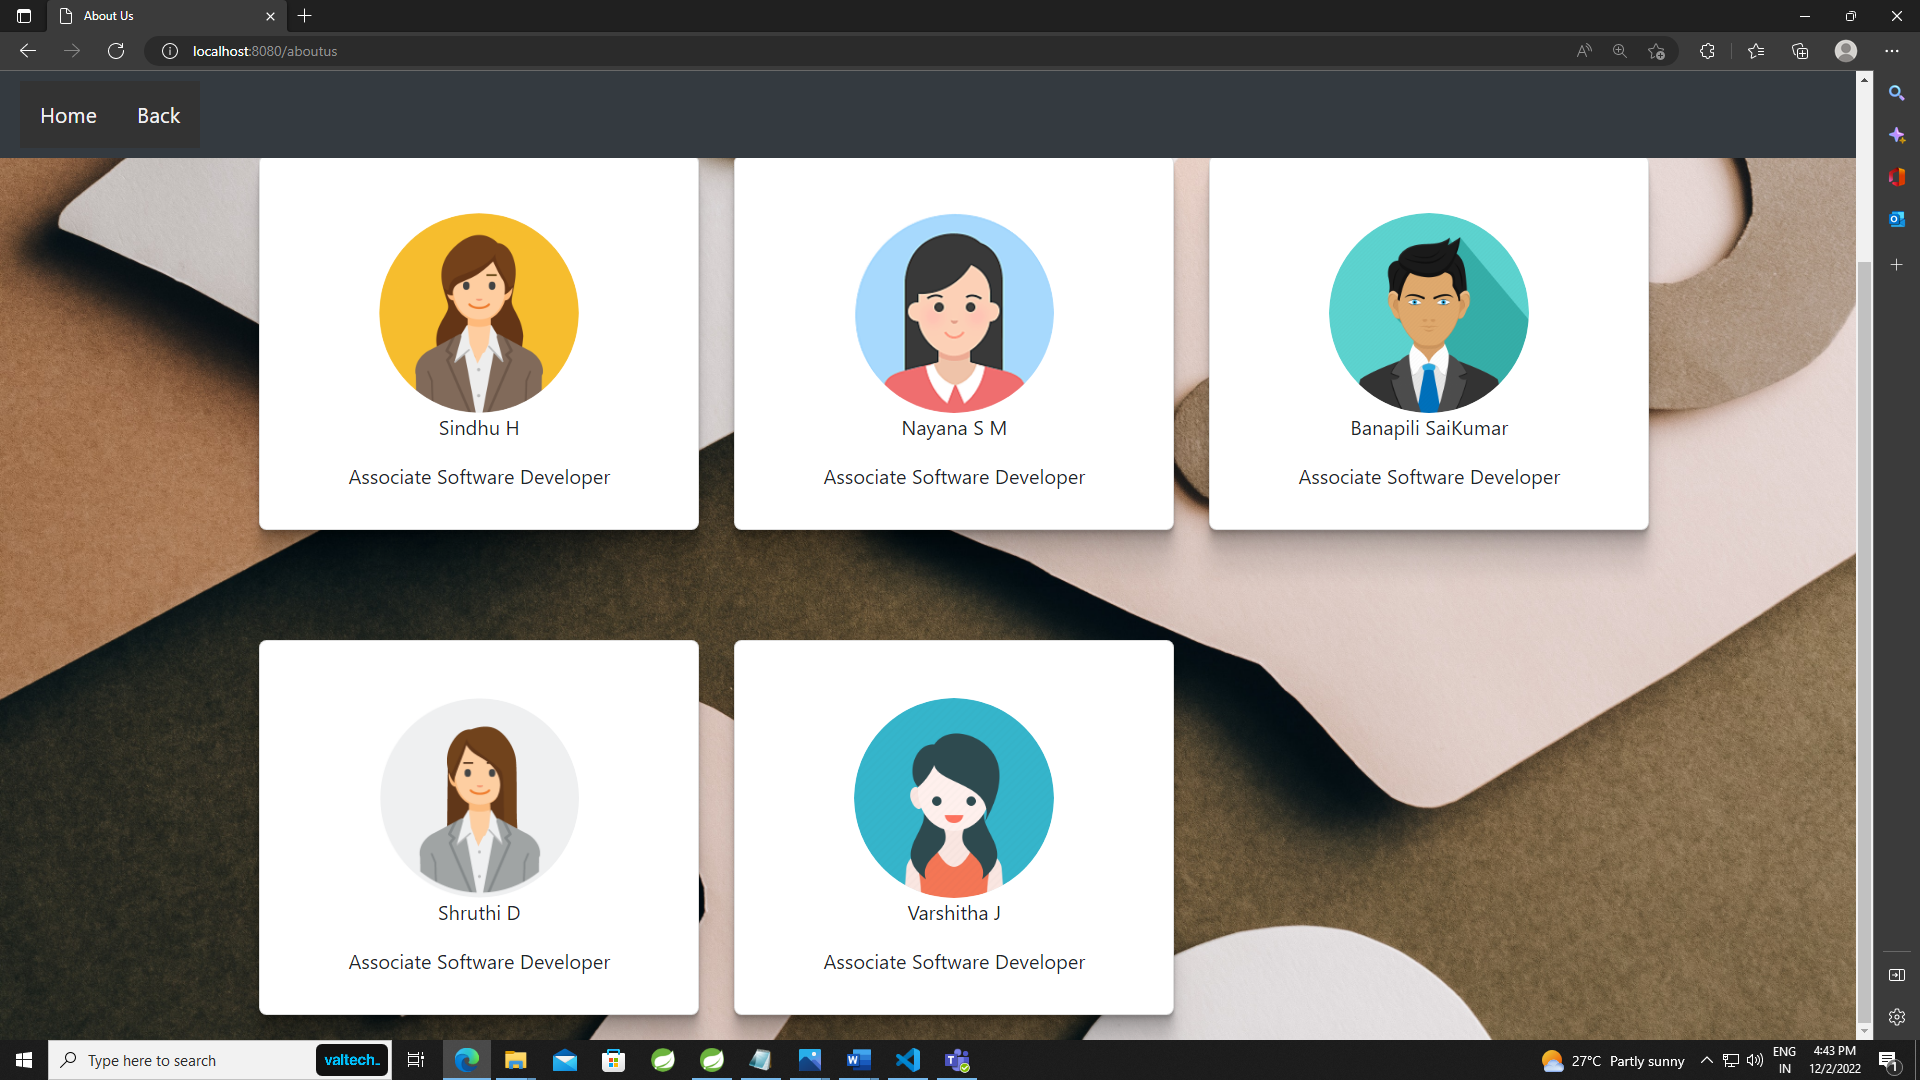 About Us
localhost:8080/aboutus
Home Back
Sindhu H
Associate Software Developer
Nayana S M
Associate Software Developer
Banapili SaiKumar
Associate Software Developer
Shruthi D
Associate Software Developer
Varshitha J
Associate Software Developer
Type here to search
valtech_
27°C Partly sunny
ENG
IN
4:43 PM
12/2/2022
1